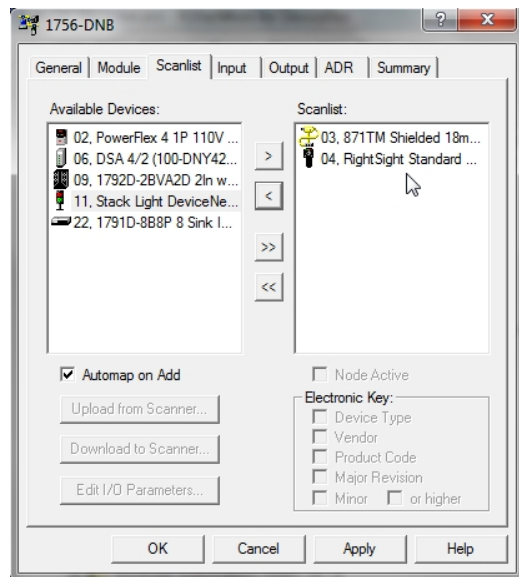 1756-DNB
General Module Scanlist Input Output ADR Summary
Available Devices:
02, PowerFlex 4 1P 110V ...
06, DSA 4/2 (100-DNY42...
09, 1792D-2BVA2D 2In w...
11, Stack Light DeviceNe...
22, 1791D-8B8P 8 Sink I...
>
<
>>
<<
Scanlist:
03, 871TM Shielded 18m...
04, RightSight Standard ...
Automap on Add
Upload from Scanner...
Download to Scanner...
Edit I/O Parameters...
Node Active
Electronic Key:
Device Type
Vendor
Product Code
Major Revision
Minor or higher
OK Cancel Apply Help